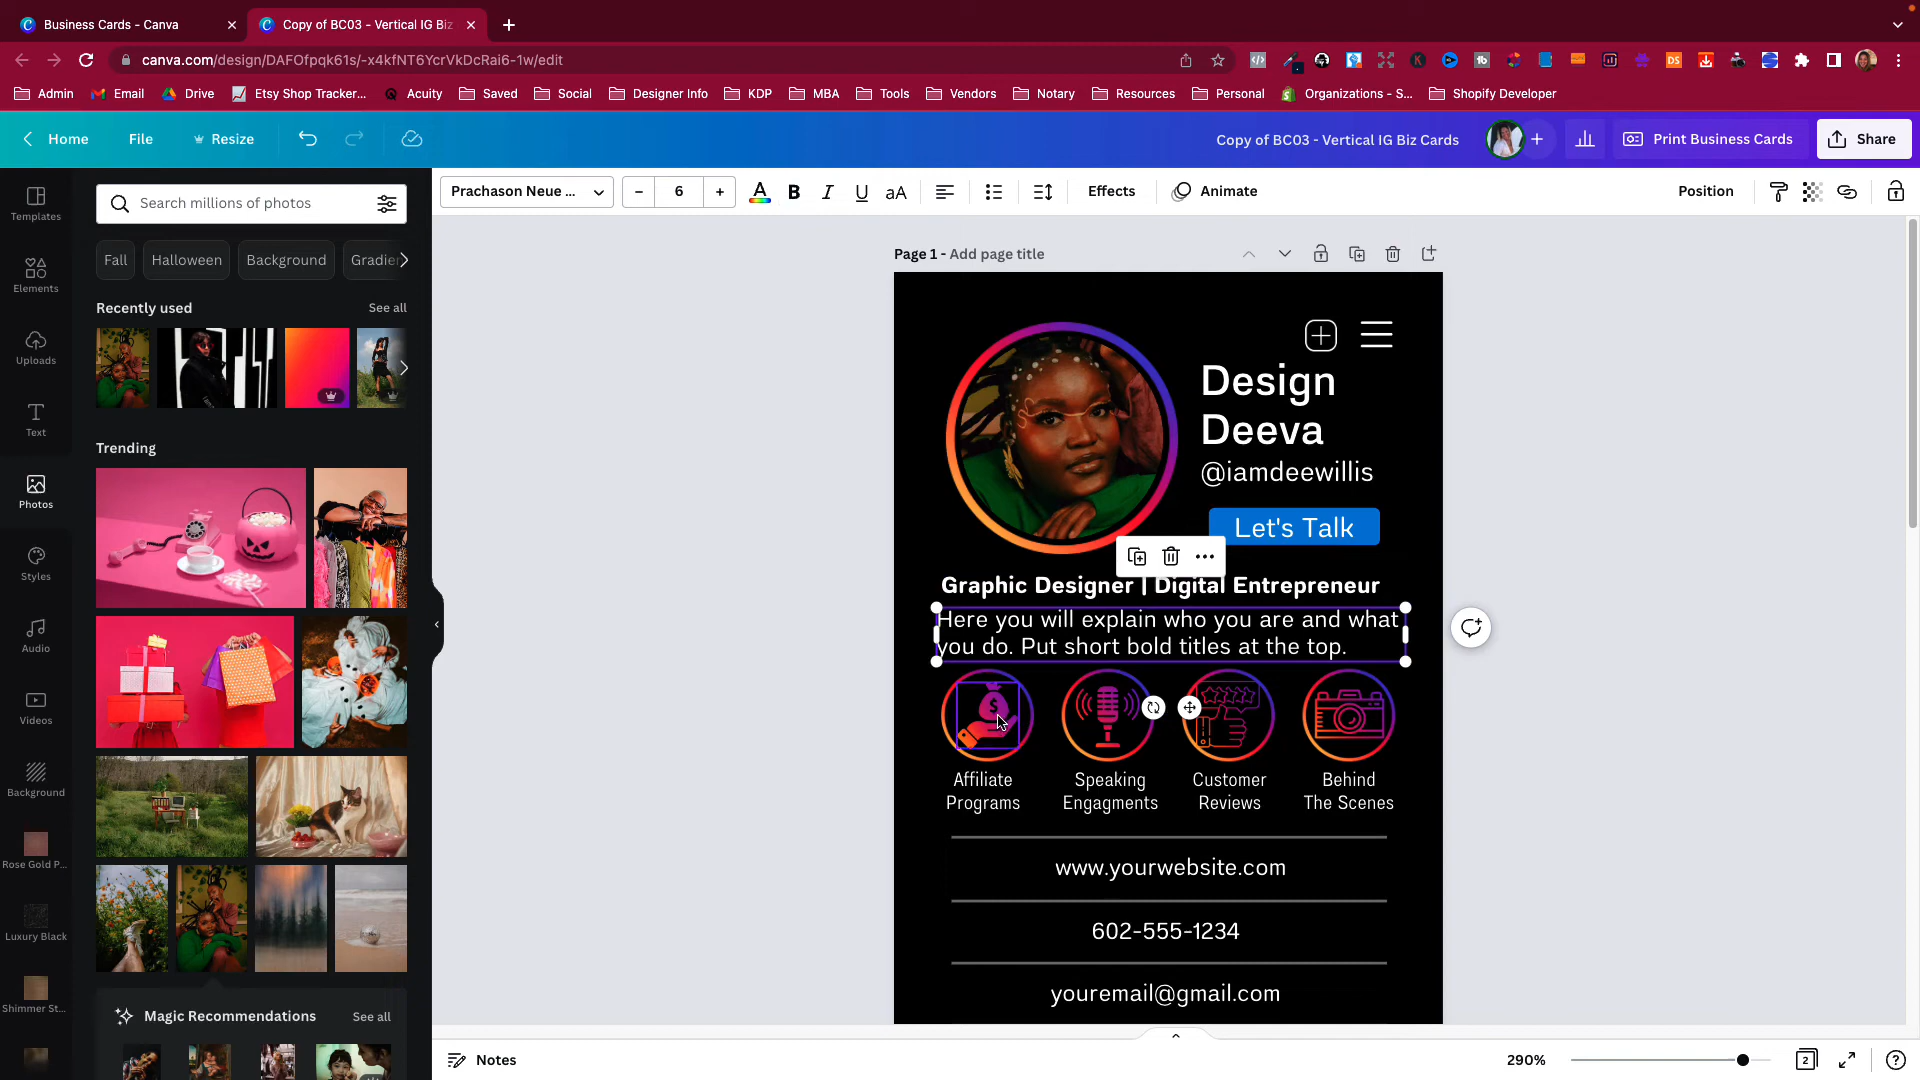 Business Cards - Canva
Copy of BC03 - Vertical IG Biz
canva.com/design/DAFOfpqk61s/-x4kfNT6YcrVkDcRai6-1w/edit
Admin
Email
Drive
Etsy Shop Tracker...
Acuity
Saved
Social
Designer Info
KDP
MBA
Tools
Vendors
Notary
Resources
Personal
Organizations - S...
Shopify Developer
Home
File
Resize
Copy of BC03 - Vertical IG Biz Cards
Print Business Cards
Share
Prachason Neue ...
6
B
I
U
aA
Effects
Animate
Position
Templates
Elements
Uploads
Text
Photos
Styles
Audio
Videos
Background
Rose Gold P...
Luxury Black
Shimmer St...
Search millions of photos
Fall
Halloween
Background
Gradien
Recently used
See all
Trending
Magic Recommendations
See all
Page 1 - Add page title
Design
Deeva
@iamdeewillis
Let's Talk
Graphic Designer | Digital Entrepreneur
Here you will explain who you are and what
you do. Put short bold titles at the top.
Affiliate
Programs
Speaking
Engagments
Customer
Reviews
Behind
The Scenes
www.yourwebsite.com
602-555-1234
youremail@gmail.com
Notes
290%
2